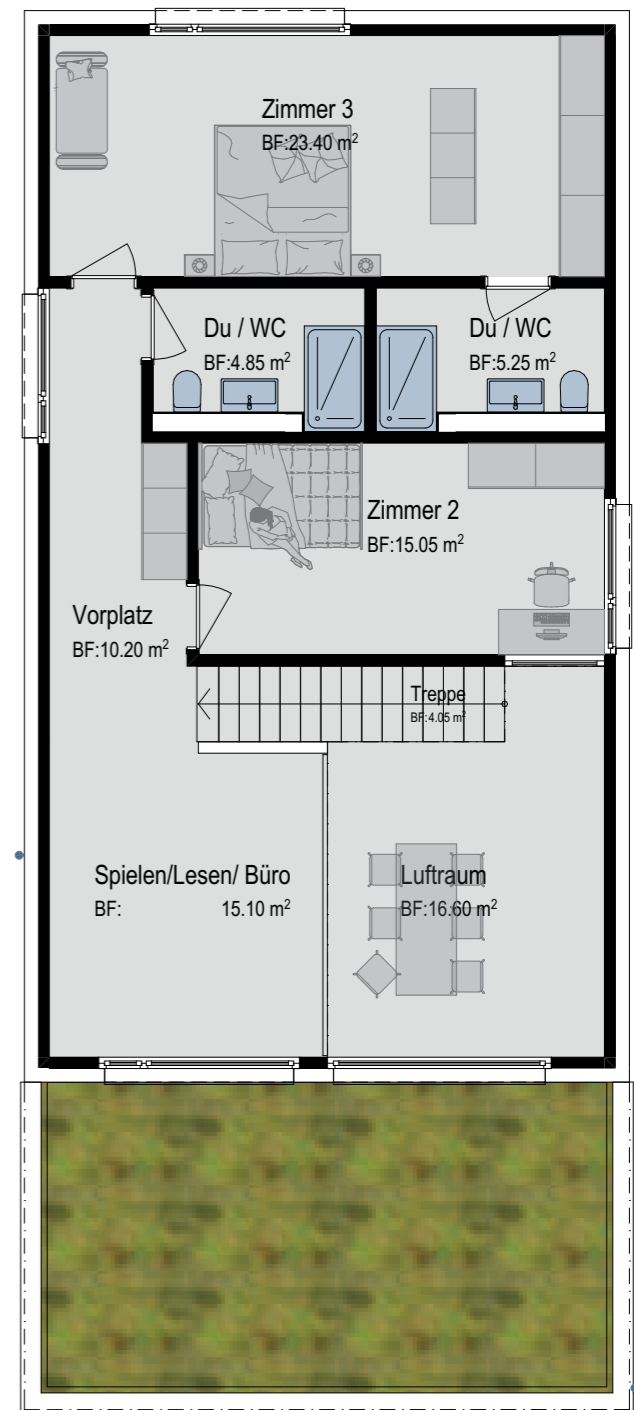 Zimmer 3
BF:23.40 m²
Du / WC
BF:4.85 m²
Du / WC
BF:5.25 m²
Zimmer 2
BF:15.05 m²
Vorplatz
BF:10.20 m²
Treppe
BF:4.05 m²
Spielen/Lesen/ Büro
BF: 15.10 m²
Luftraum
BF:16.60 m²